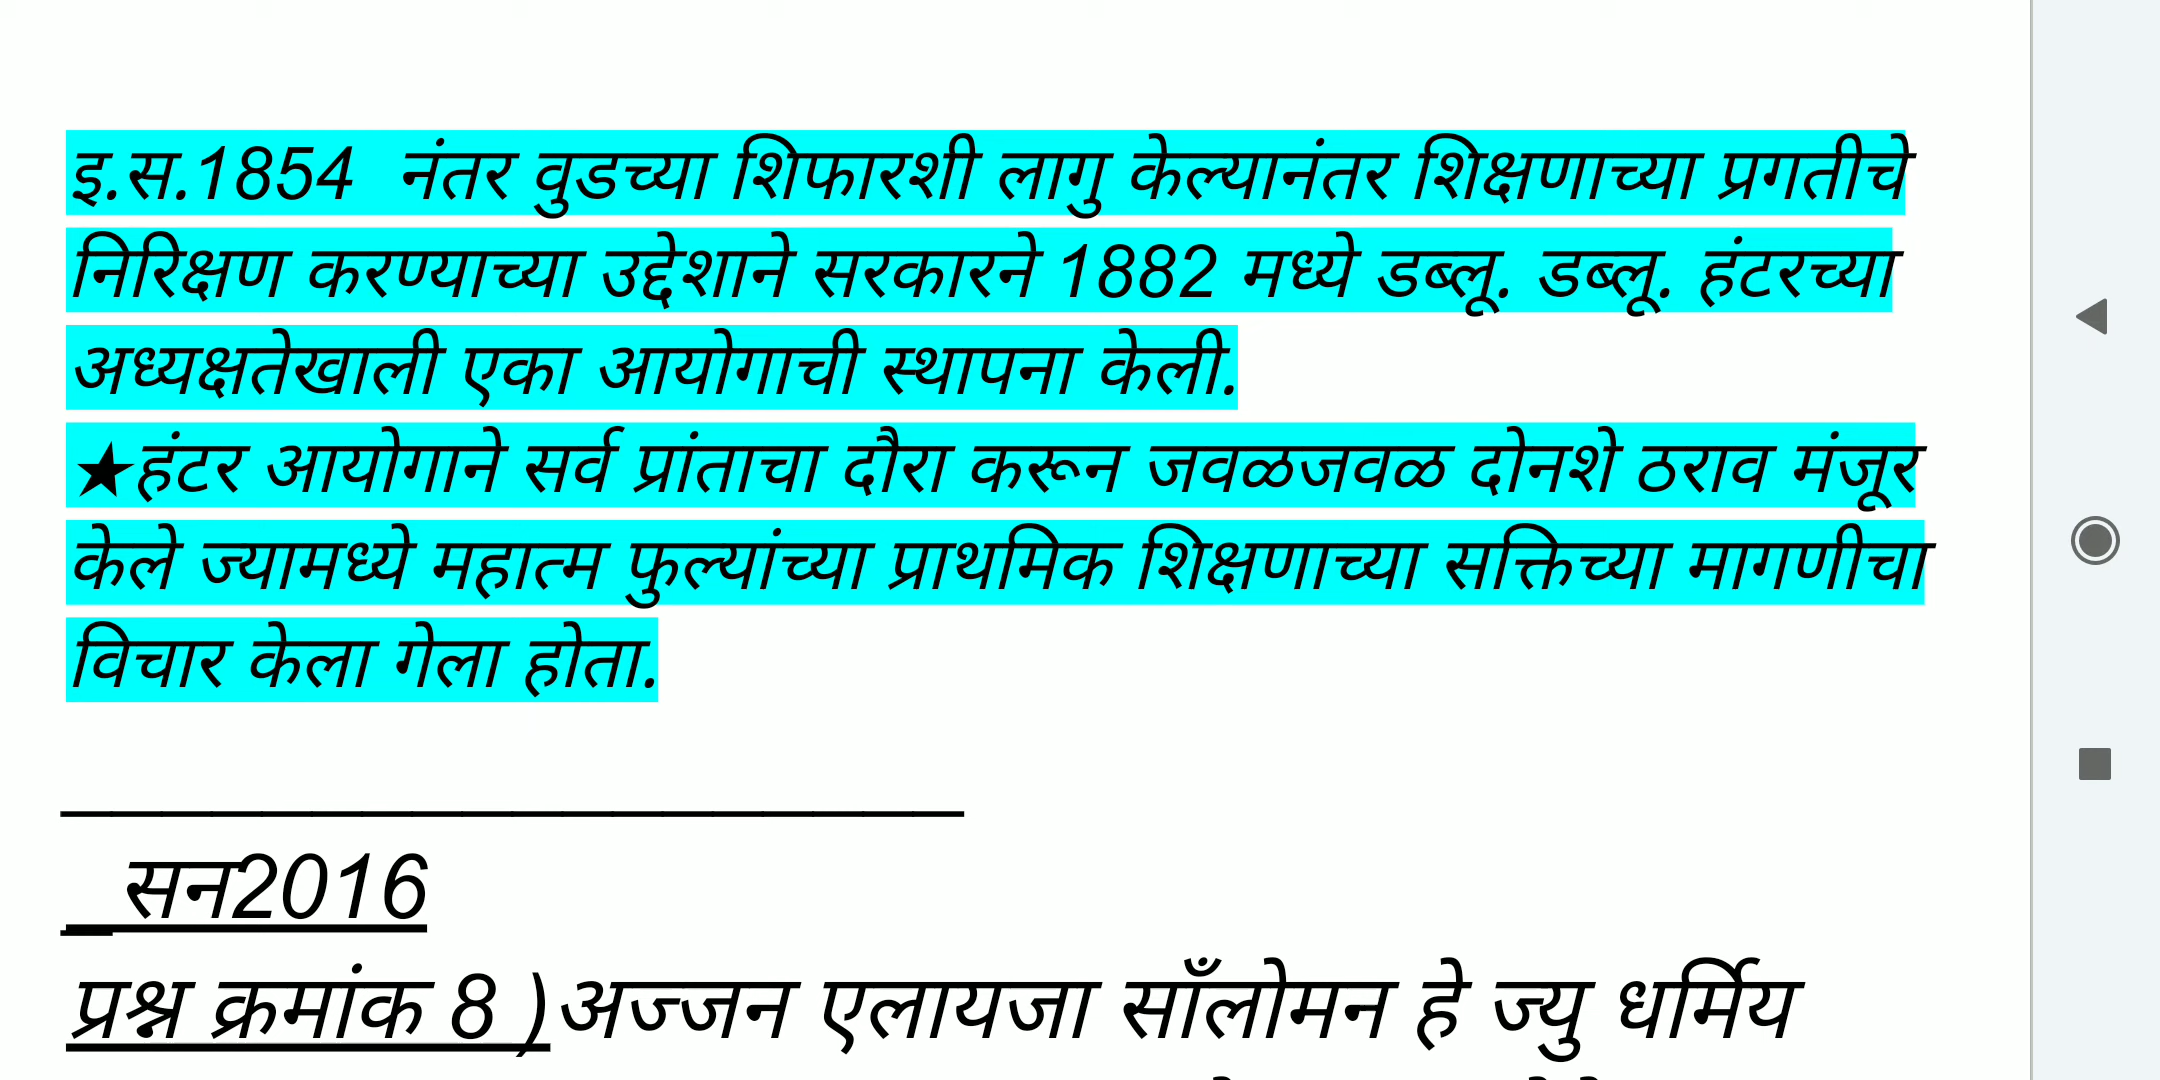 इ.स.1854 नंतर वुडच्या शिफारशी लागु केल्यानंतर शिक्षणाच्या प्रगतीचे
निरिक्षण करण्याच्या उद्देशाने सरकारने 1882 मध्ये डब्लू. डब्लू. हंटरच्या
अध्यक्षतेखाली एका आयोगाची स्थापना केली.
★हंटर आयोगाने सर्व प्रांताचा दौरा करून जवळजवळ दोनशे ठराव मंजूर
केले ज्यामध्ये महात्म फुल्यांच्या प्राथमिक शिक्षणाच्या सक्तिच्या मागणीचा
विचार केला गेला होता.
__________________
_सन2016
प्रश्न क्रमांक 8 )अज्जन एलायजा साँलोमन हे ज्यु धर्मिय